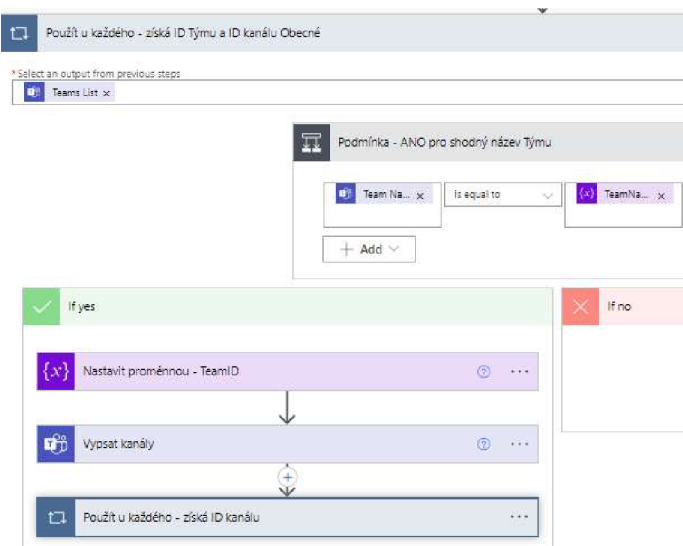 Použít u každého - získá ID Týmu a ID kanálu Obecné
* Select an output from previous steps
Teams List ×
Podmínka - ANO pro shodný název Týmu
Team Na... ×
is equal to
{x} TeamNa... ×
+ Add
If yes
If no
{x} Nastavit proměnnou - TeamID
Vypsat kanály
Použít u každého - získá ID kanálu